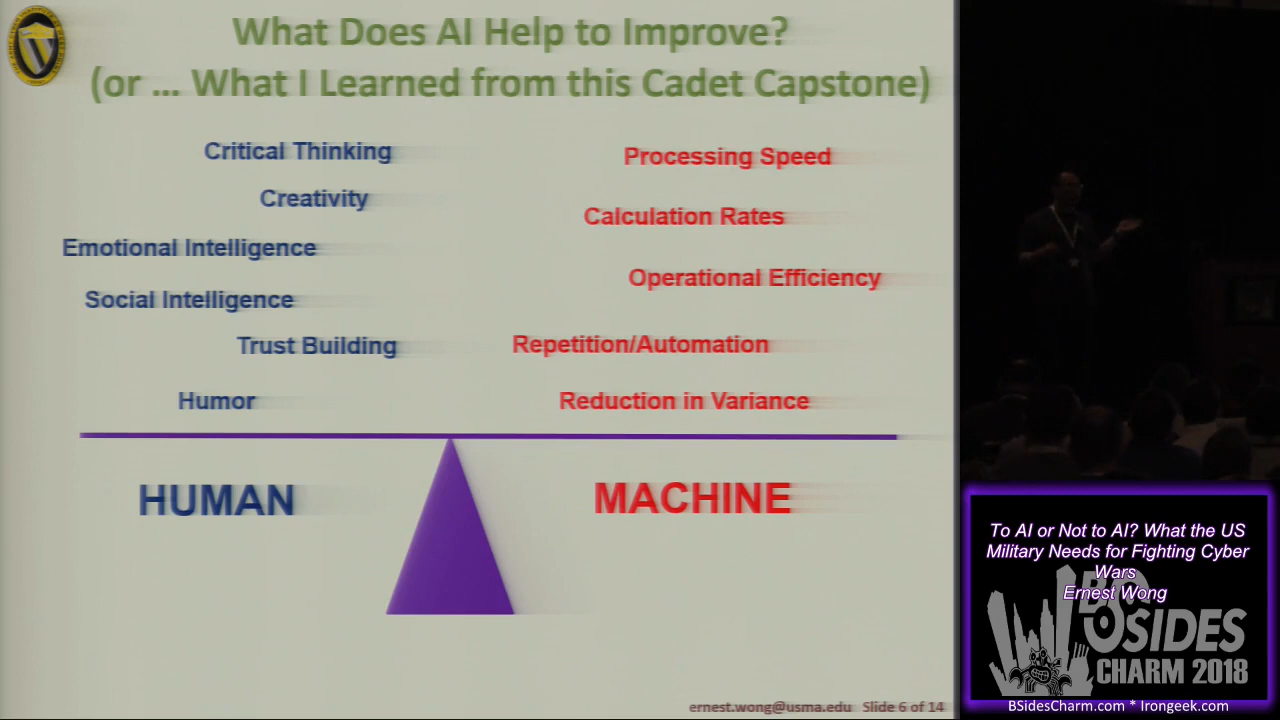 What Does AI Help to Improve?
(or ... What I Learned from this Cadet Capstone)
Critical Thinking
Creativity
Emotional Intelligence
Social Intelligence
Trust Building
Humor
Processing Speed
Calculation Rates
Operational Efficiency
Repetition/Automation
Reduction in Variance
HUMAN
MACHINE
ernest.wong@usma.edu Slide 6 of 14
To AI or Not to AI? What the US
Military Needs for Fighting Cyber
Wars
Ernest Wong
BSIDES
CHARM 2018
BSidesCharm.com * Irongeek.com